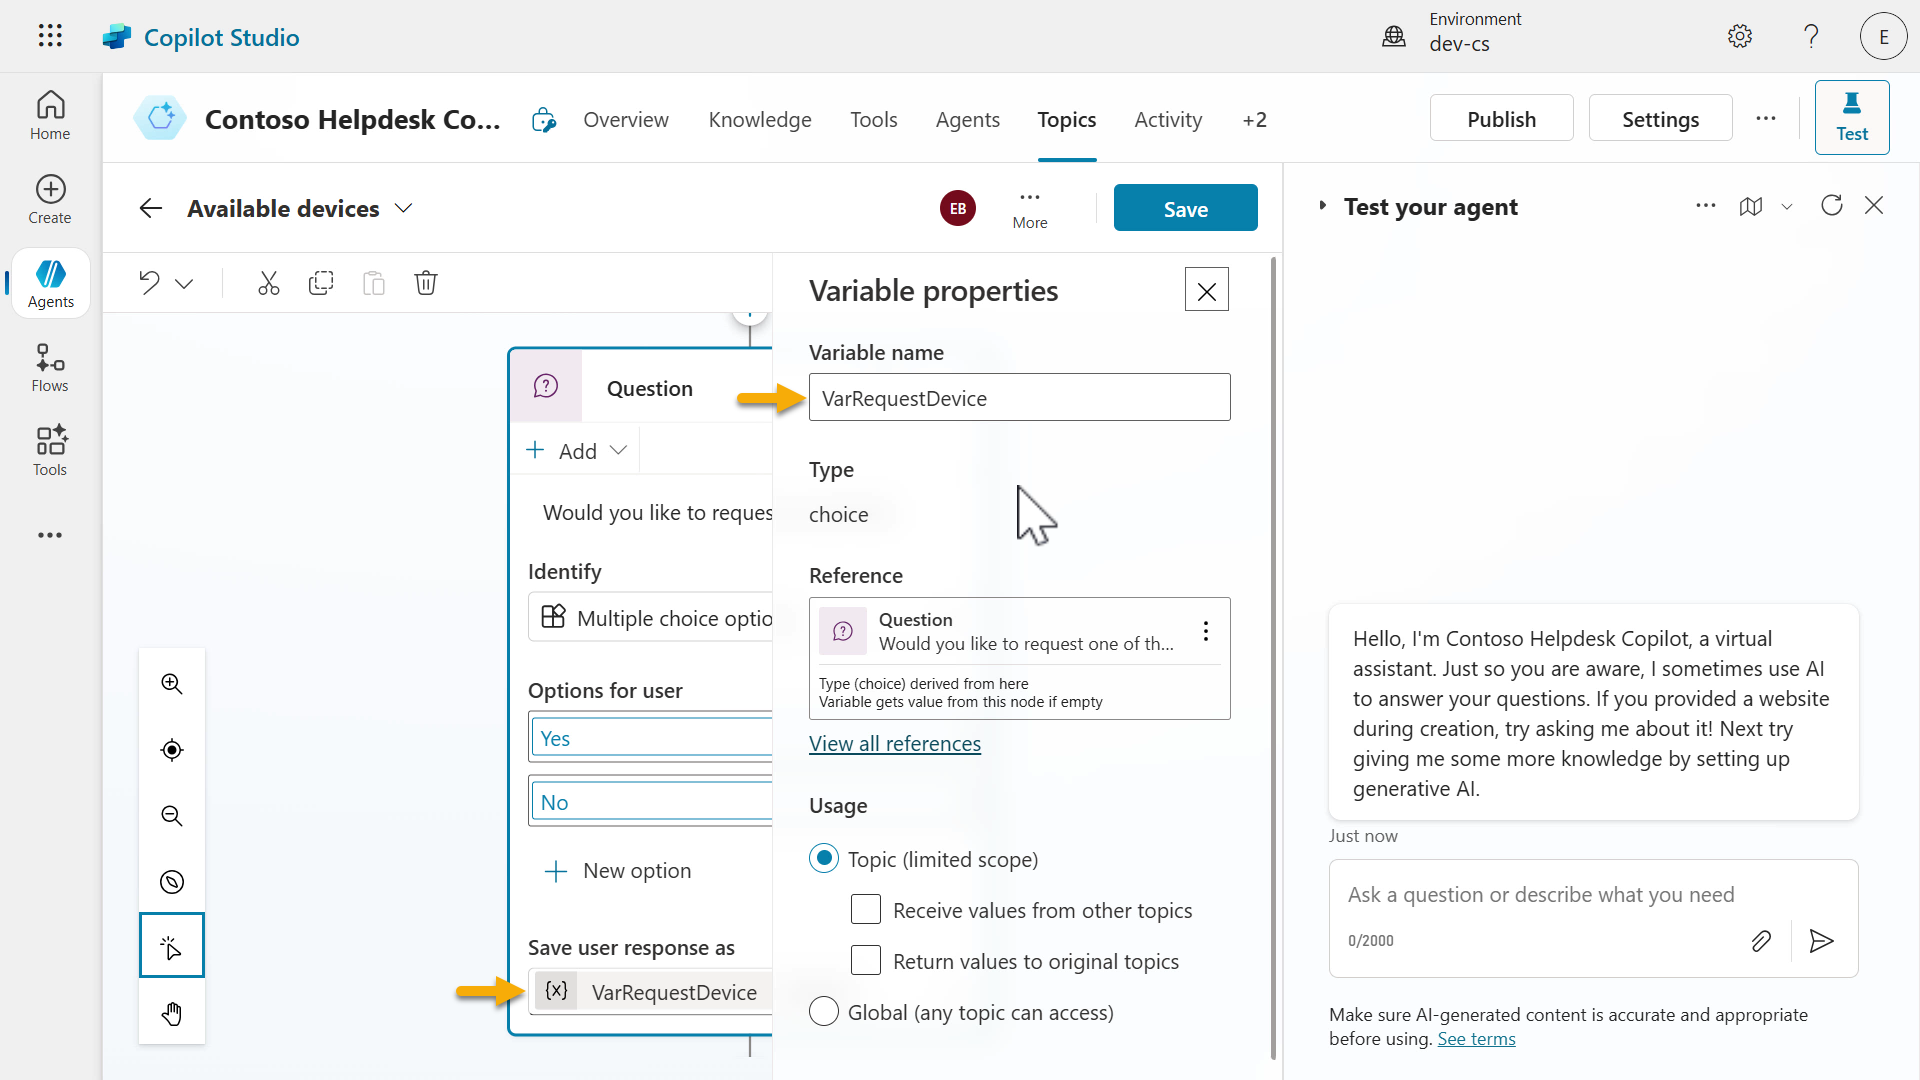 Copilot Studio
Environment
dev-cs
E
Home
Create
Agents
Flows
Tools
Contoso Helpdesk Co...
Overview
Knowledge
Tools
Agents
Topics
Activity
+2
Publish
Settings
Test
Available devices
EB
More
Save
Question
Add
Would you like to reques
Identify
Multiple choice optio
Options for user
Yes
No
New option
Save user response as
{x} VarRequestDevice
Variable properties
Variable name
VarRequestDevice
Type
choice
Reference
Question
Would you like to request one of th...
Type (choice) derived from here
Variable gets value from this node if empty
View all references
Usage
Topic (limited scope)
Receive values from other topics
Return values to original topics
Global (any topic can access)
Test your agent
Hello, I'm Contoso Helpdesk Copilot, a virtual
assistant. Just so you are aware, I sometimes use AI
to answer your questions. If you provided a website
during creation, try asking me about it! Next try
giving me some more knowledge by setting up
generative AI.
Just now
Ask a question or describe what you need
0/2000
Make sure AI-generated content is accurate and appropriate
before using. See terms